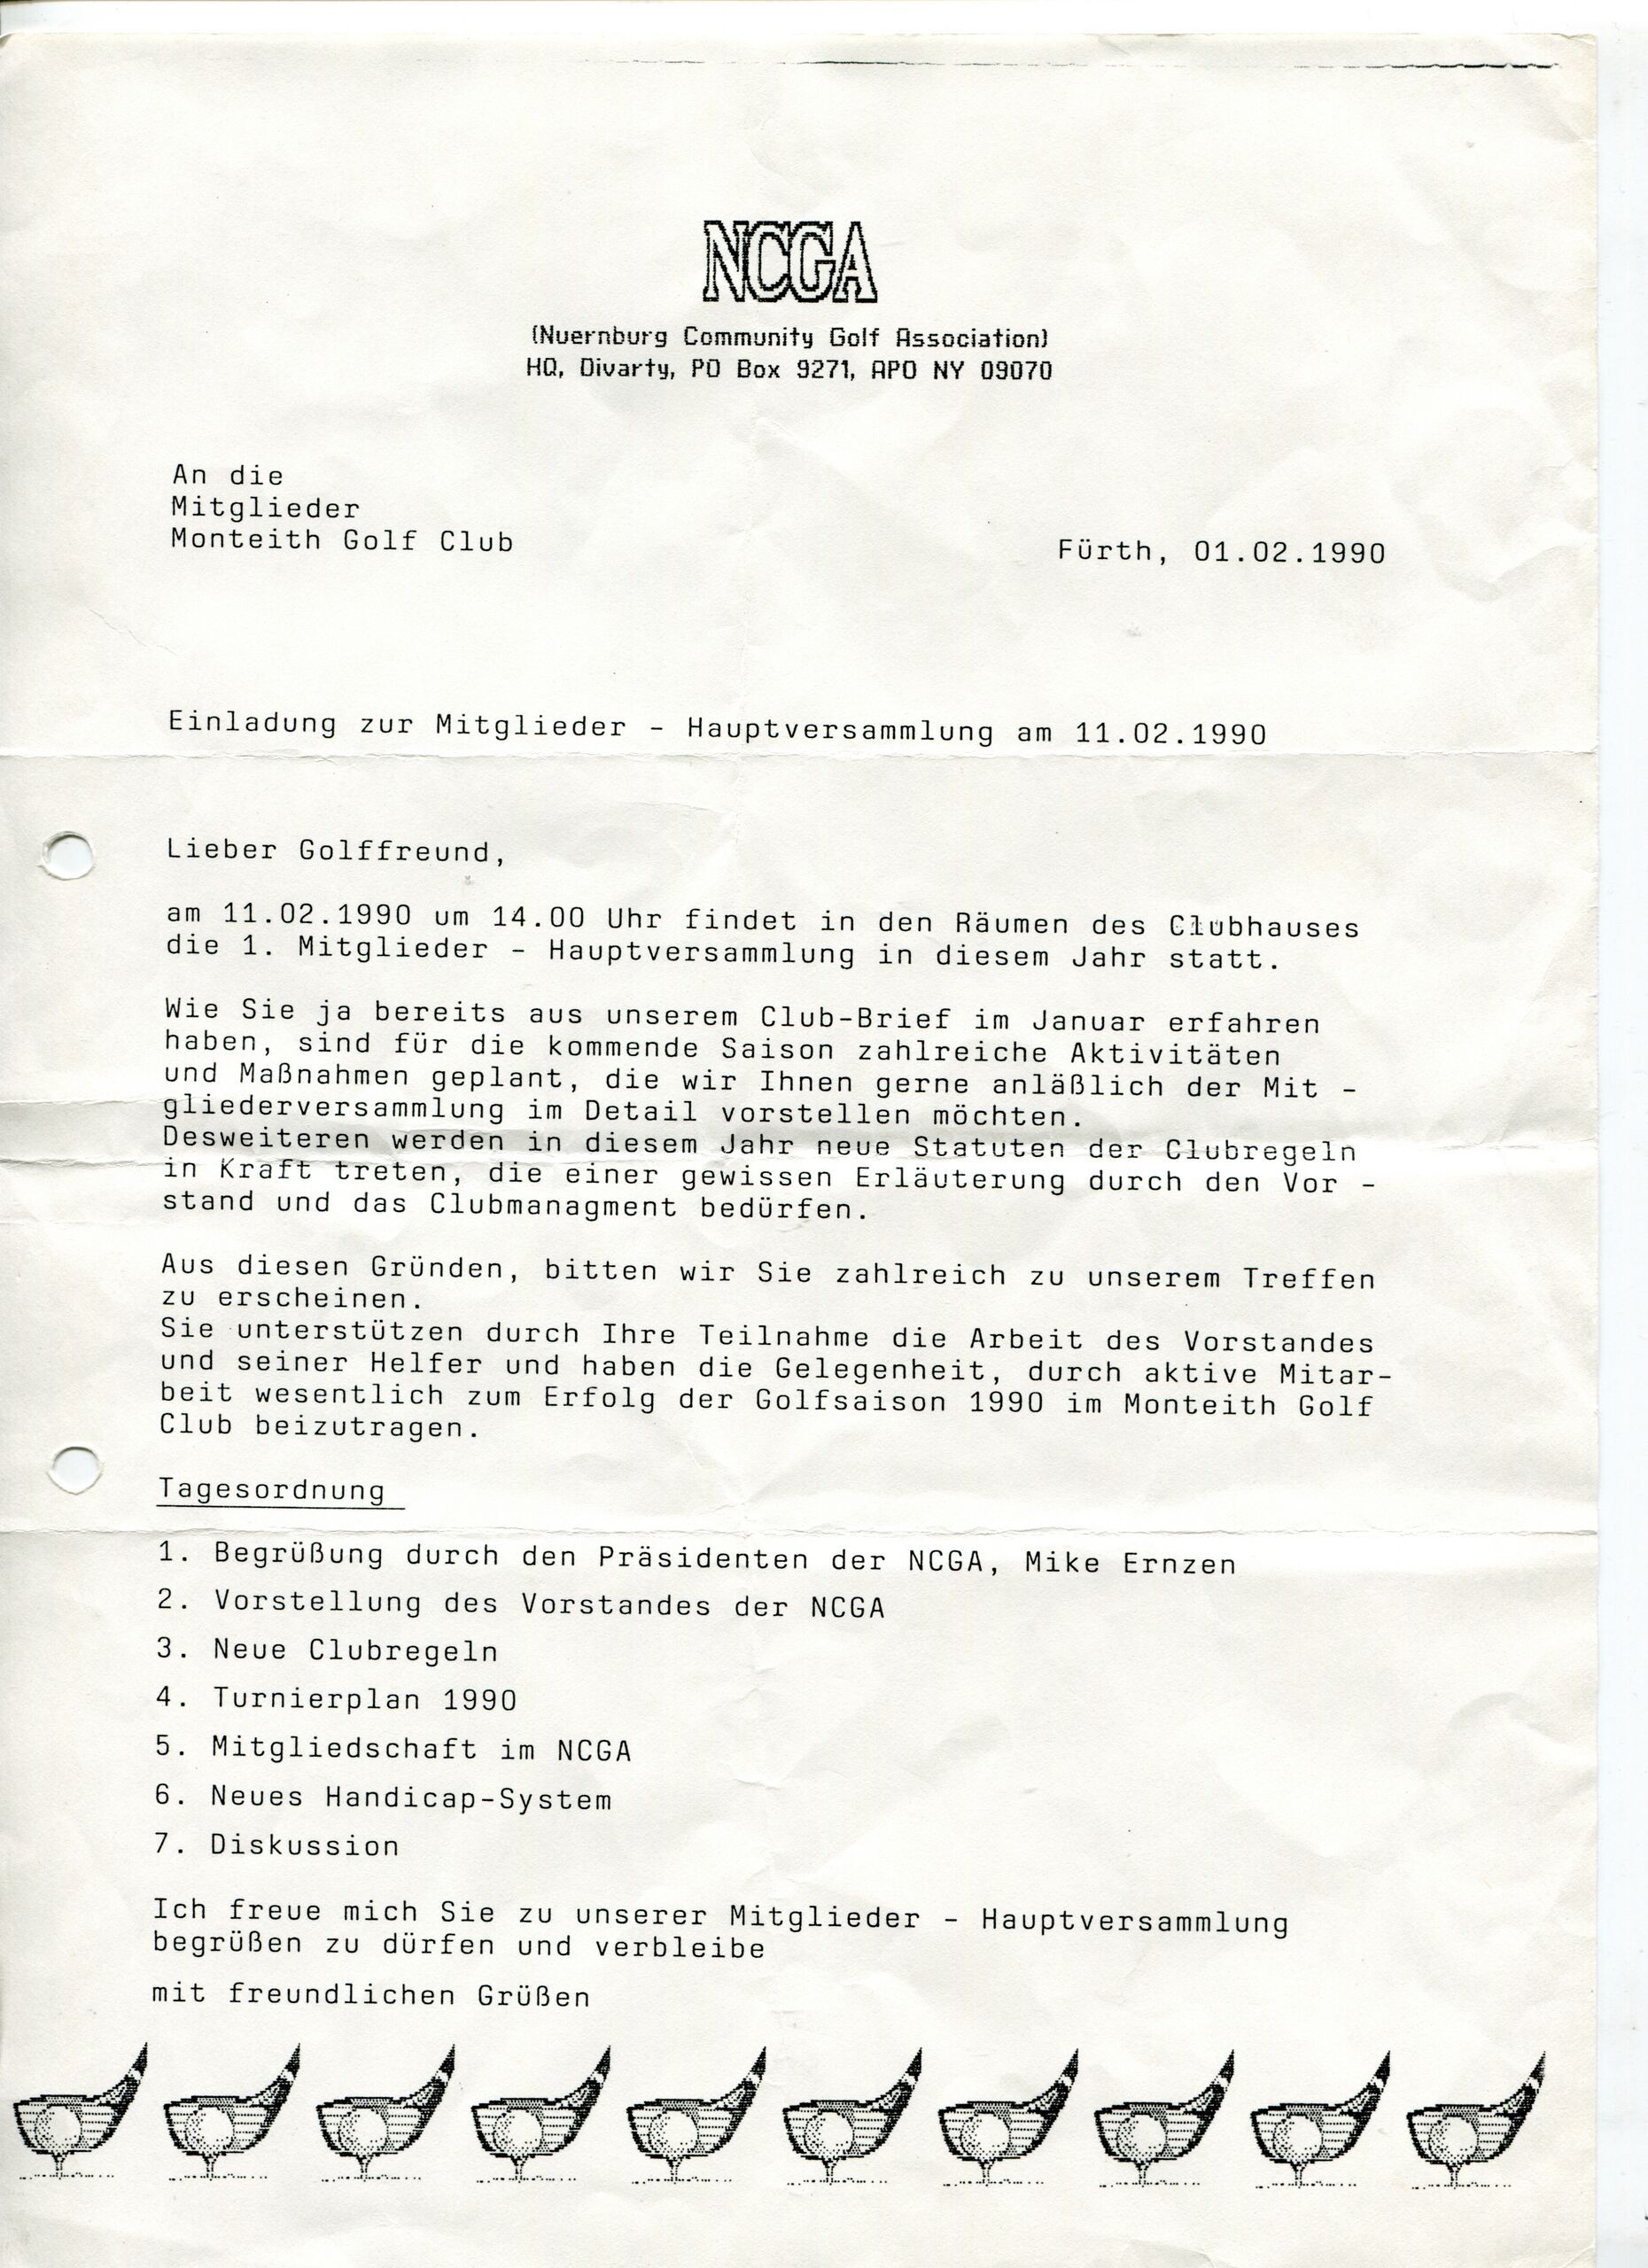 NCGA
(Nuernburg Community Golf Association)
HQ, Divarty, PO Box 9271, APO NY 09070
An die
Mitglieder
Monteith Golf Club
Fürth, 01.02.1990
Einladung zur Mitglieder - Hauptversammlung am 11.02.1990
Lieber Golffreund,
am 11.02.1990 um 14.00 Uhr findet in den Räumen des Clubhauses
die 1. Mitglieder - Hauptversammlung in diesem Jahr statt.
Wie Sie ja bereits aus unserem Club-Brief im Januar erfahren
haben, sind für die kommende Saison zahlreiche Aktivitäten
und Maßnahmen geplant, die wir Ihnen gerne anläßlich der Mit -
gliederversammlung im Detail vorstellen möchten.
Desweiteren werden in diesem Jahr neue Statuten der Clubregeln
in Kraft treten, die einer gewissen Erläuterung durch den Vor -
stand und das Clubmanagment bedürfen.
Aus diesen Gründen, bitten wir Sie zahlreich zu unserem Treffen
zu erscheinen.
Sie unterstützen durch Ihre Teilnahme die Arbeit des Vorstandes
und seiner Helfer und haben die Gelegenheit, durch aktive Mitar-
beit wesentlich zum Erfolg der Golfsaison 1990 im Monteith Golf
Club beizutragen.
Tagesordnung
1. Begrüßung durch den Präsidenten der NCGA, Mike Ernzen
2. Vorstellung des Vorstandes der NCGA
3. Neue Clubregeln
4. Turnierplan 1990
5. Mitgliedschaft im NCGA
6. Neues Handicap-System
7. Diskussion
Ich freue mich Sie zu unserer Mitglieder - Hauptversammlung
begrüßen zu dürfen und verbleibe
mit freundlichen Grüßen